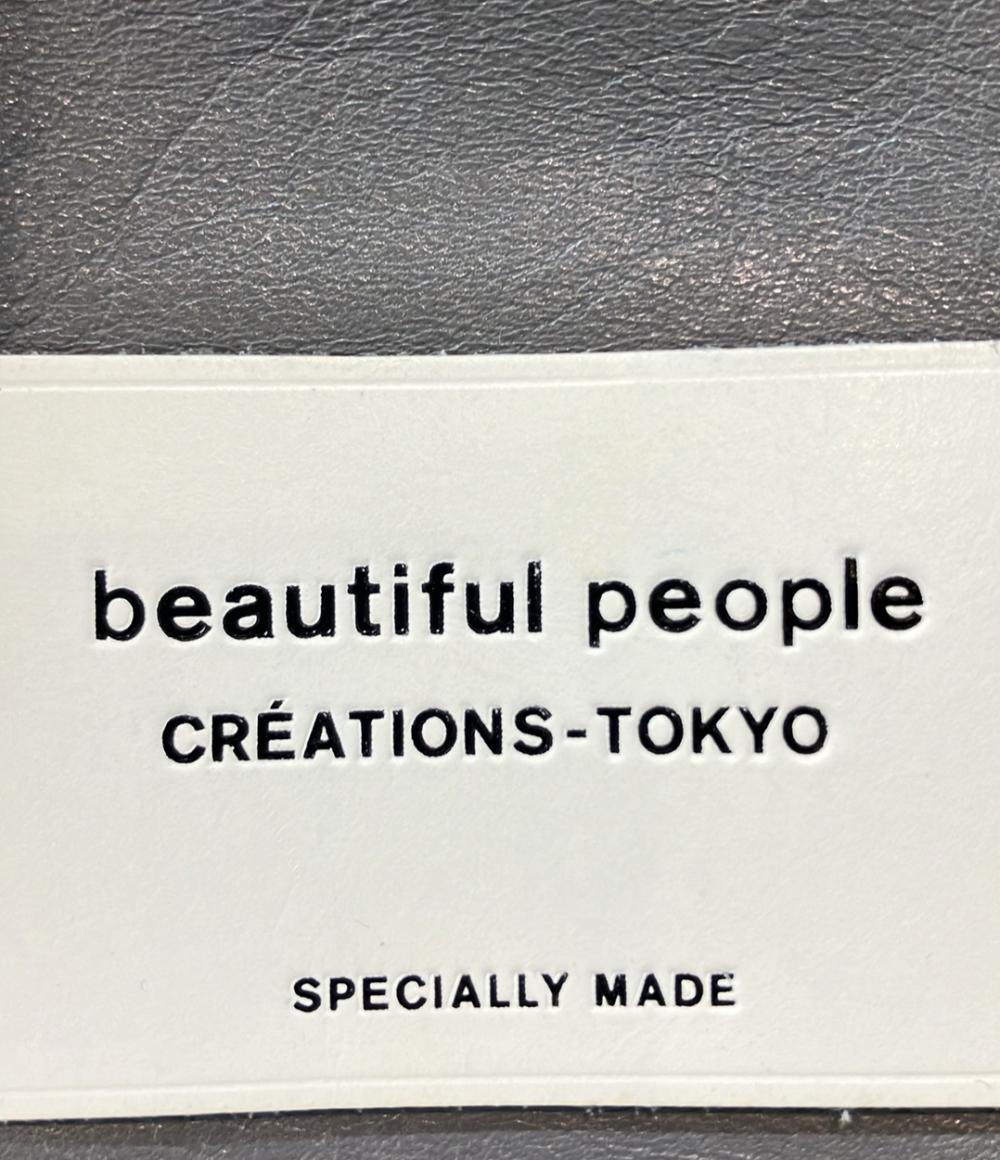 beautiful people
CRÉATIONS-TOKYO
SPECIALLY MADE